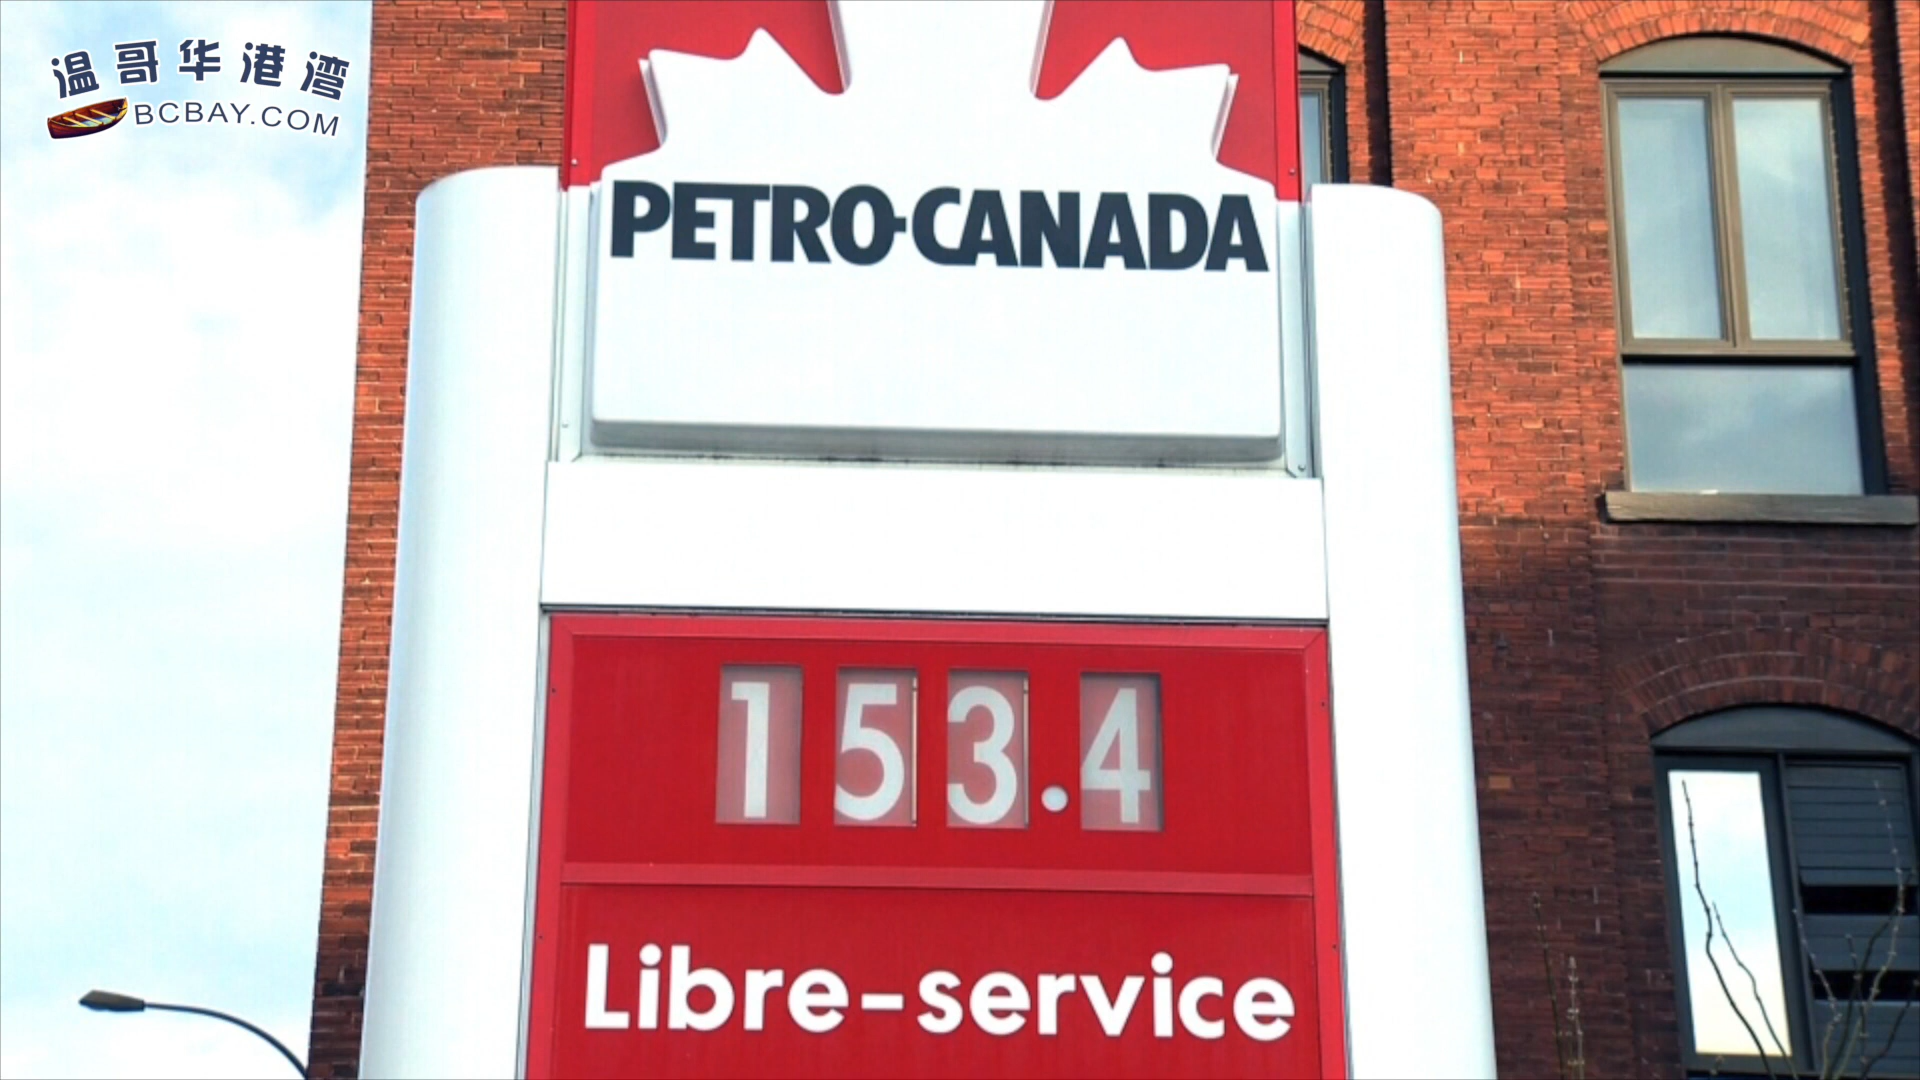 温哥华港湾
BCBAY.COM
PETRO-CANADA
153.4
Libre-service